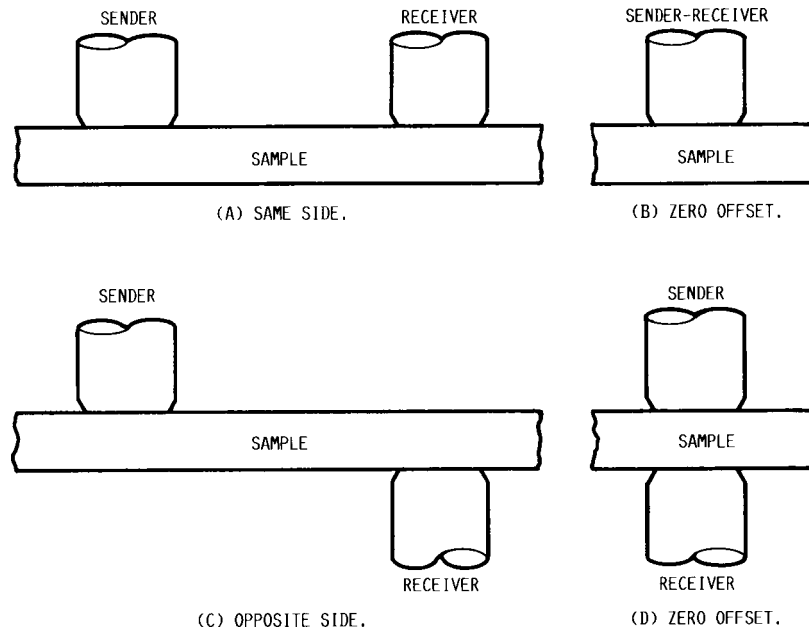 SENDER
RECEIVER
SENDER-RECEIVER
SAMPLE
SAMPLE
(A) SAME SIDE.
(B) ZERO OFFSET.
SENDER
SENDER
SAMPLE
SAMPLE
RECEIVER
RECEIVER
(C) OPPOSITE SIDE.
(D) ZERO OFFSET.